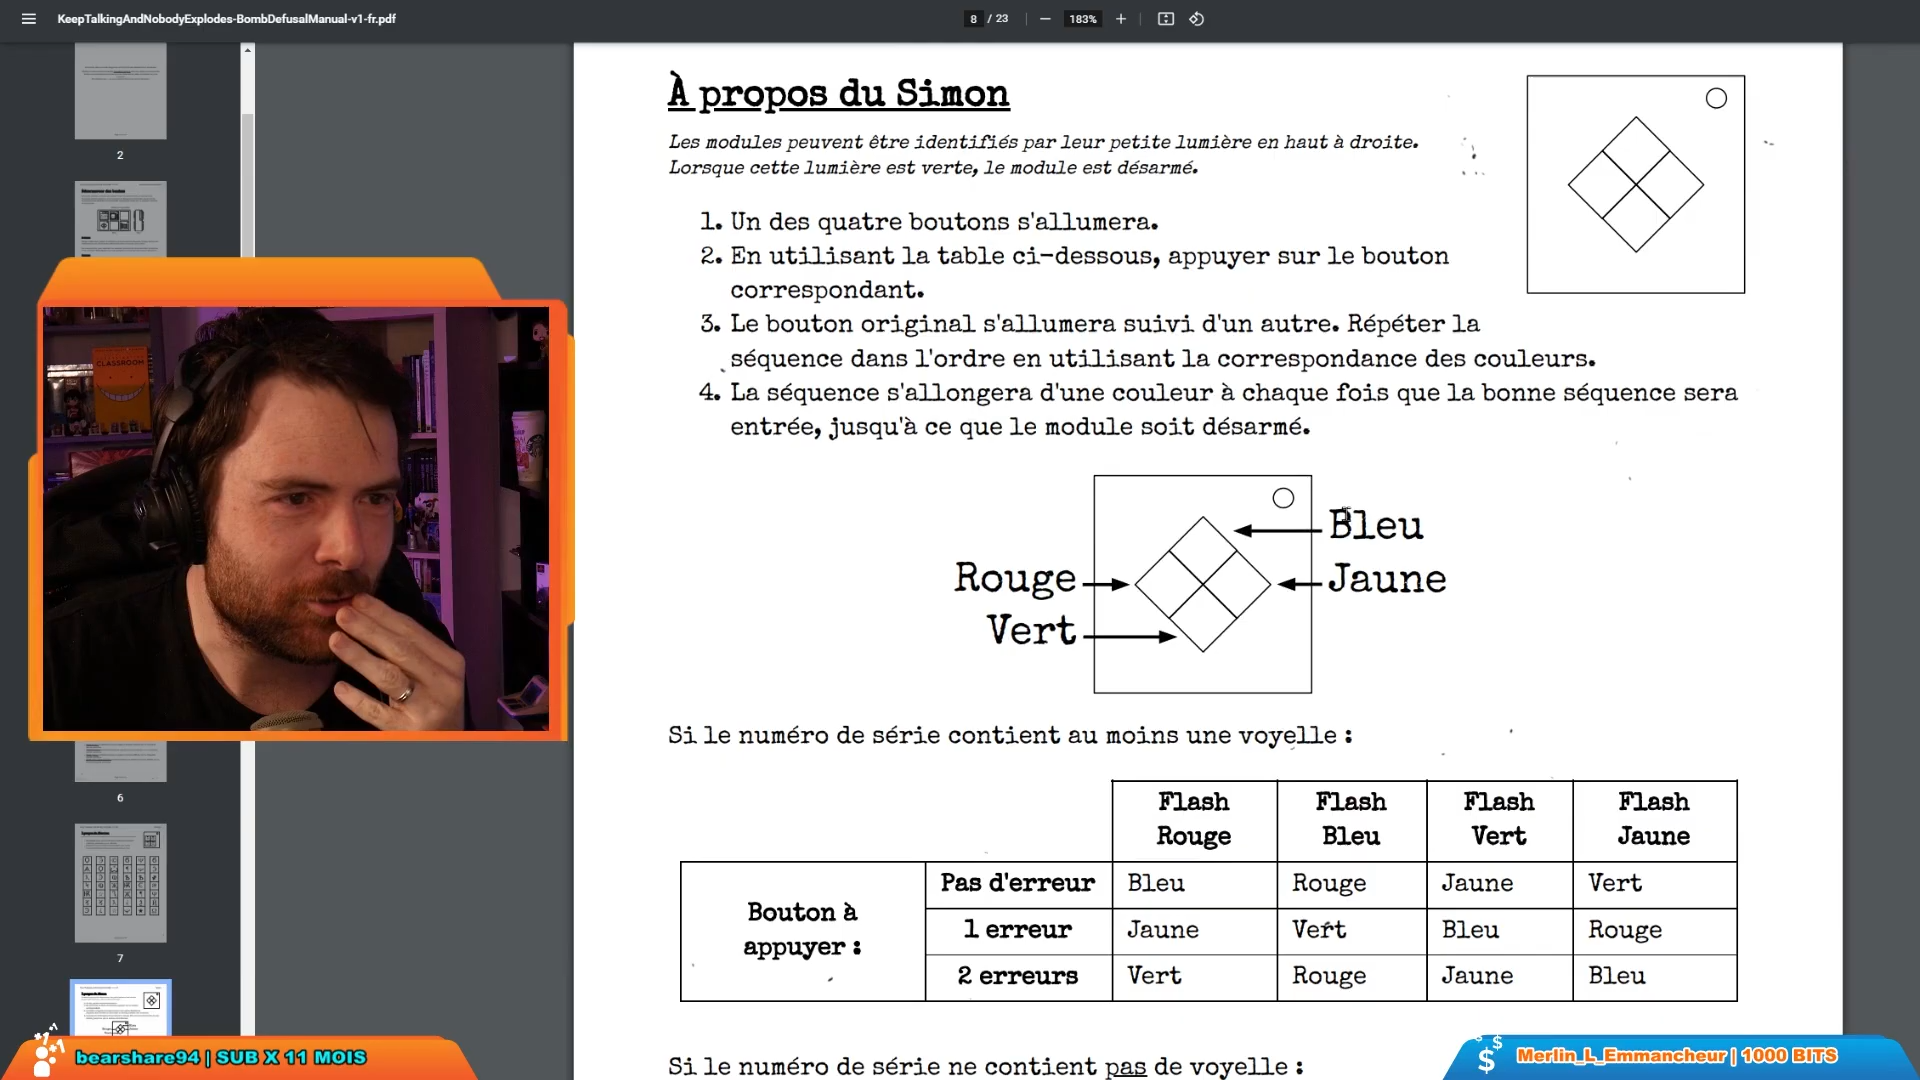 KeepTalkingAndNobodyExplodes-BombDefusalManual-v1-fr.pdf
8 / 23
183%
À propos du Simon
Les modules peuvent être identifiés par leur petite lumière en haut à droite.
Lorsque cette lumière est verte, le module est désarmé.
1. Un des quatre boutons s'allumera.
2. En utilisant la table ci-dessous, appuyer sur le bouton
correspondant.
3. Le bouton original s'allumera suivi d'un autre. Répéter la
séquence dans l'ordre en utilisant la correspondance des couleurs.
4. La séquence s'allongera d'une couleur à chaque fois que la bonne séquence sera
entrée, jusqu'à ce que le module soit désarmé.
Bleu
Rouge
Jaune
Vert
Si le numéro de série contient au moins une voyelle :
Flash Rouge
Flash Bleu
Flash Vert
Flash Jaune
Bouton à appuyer :
Pas d'erreur Bleu Rouge Jaune Vert
1 erreur Jaune Vert Bleu Rouge
2 erreurs Vert Rouge Jaune Bleu
Si le numéro de série ne contient pas de voyelle :
2
6
7
CLASSROOM
bearshare94 | SUB X 11 MOIS
Merlin_L_Emmancheur | 1000 BITS